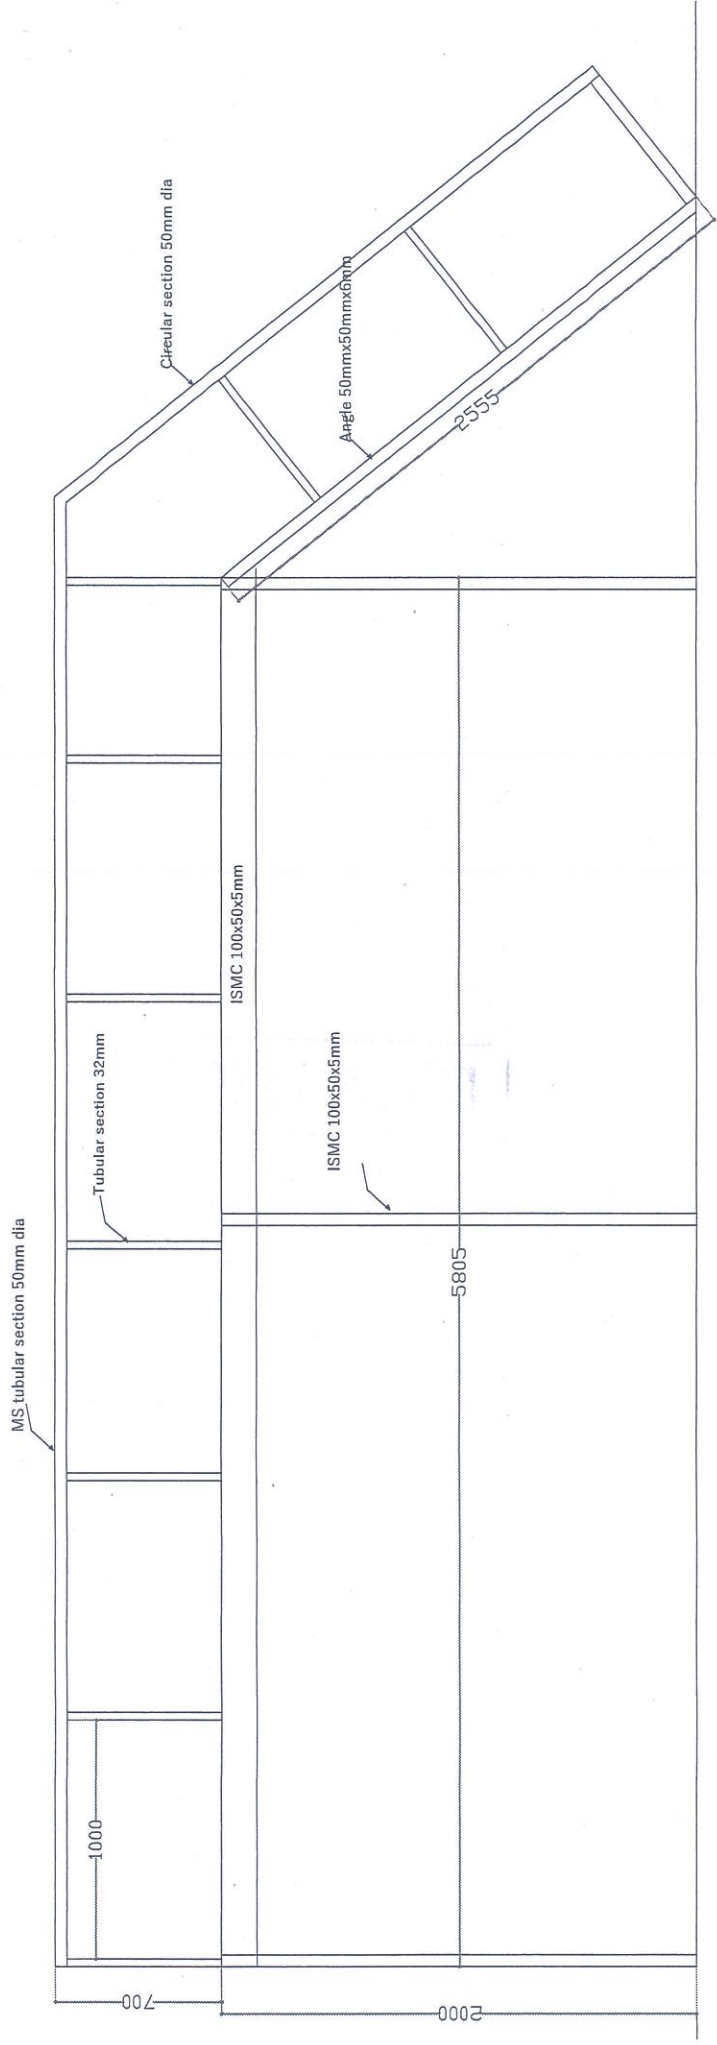 MS tubular section 50mm dia
Tubular section 32mm
Circular section 50mm dia
Angle 50mmx50mmx6mm
ISMC 100x50x5mm
ISMC 100x50x5mm
2555
5805
1000
700
2000